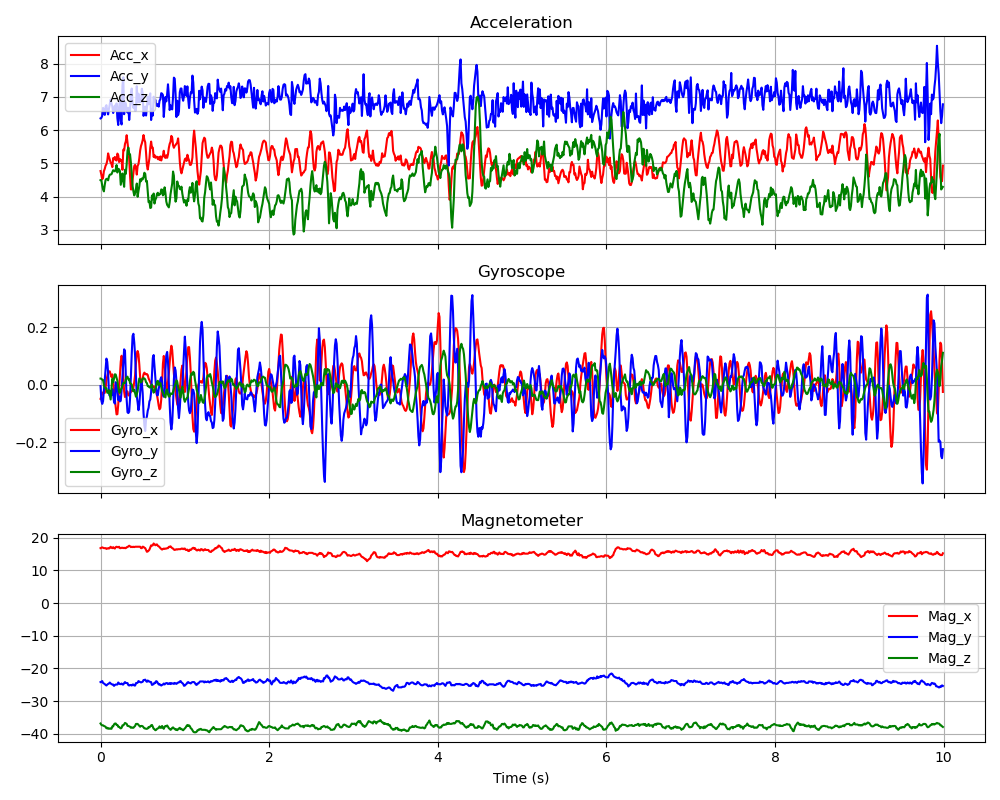 Acceleration
8
7
6
5
4
3
Acc_x
Acc_y
Acc_z
Gyroscope
0.2
0.0
−0.2
Gyro_x
Gyro_y
Gyro_z
Magnetometer
20
10
0
−10
−20
−30
−40
Mag_x
Mag_y
Mag_z
0 2 4 6 8 10
Time (s)